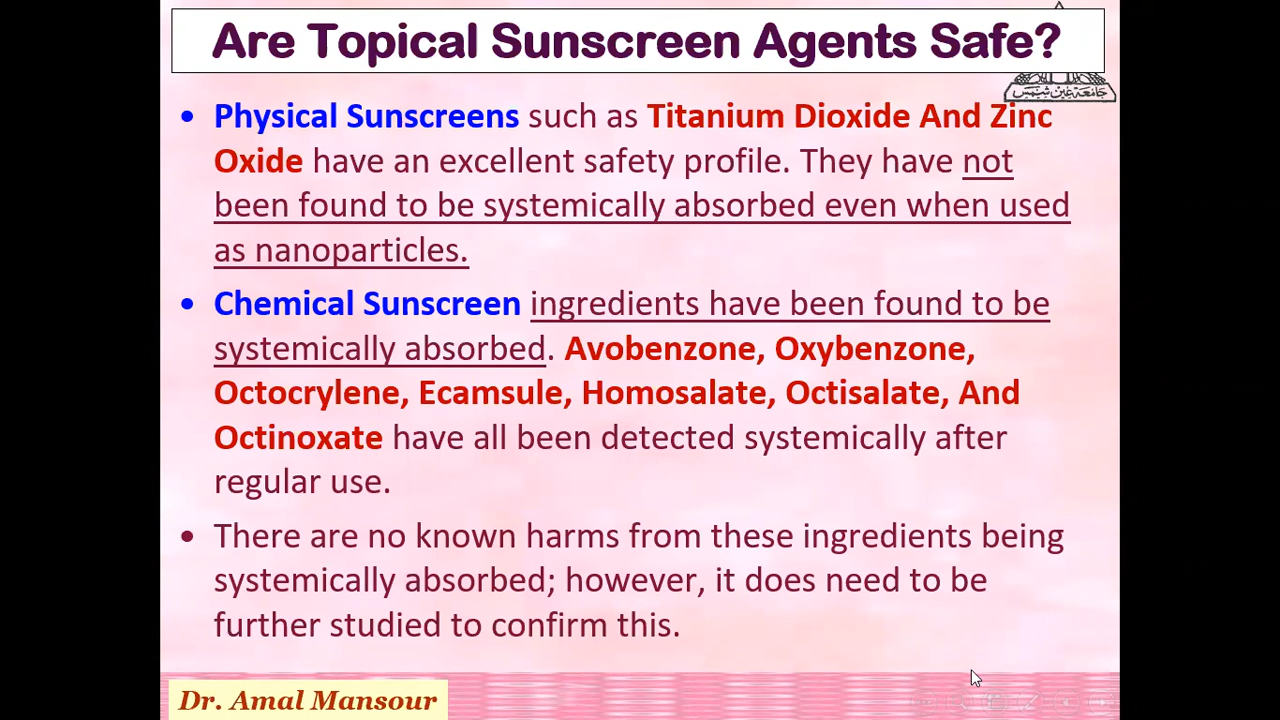 Are Topical Sunscreen Agents Safe?
جامعة عين شمس
• Physical Sunscreens such as Titanium Dioxide And Zinc
Oxide have an excellent safety profile. They have not
been found to be systemically absorbed even when used
as nanoparticles.
• Chemical Sunscreen ingredients have been found to be
systemically absorbed. Avobenzone, Oxybenzone,
Octocrylene, Ecamsule, Homosalate, Octisalate, And
Octinoxate have all been detected systemically after
regular use.
• There are no known harms from these ingredients being
systemically absorbed; however, it does need to be
further studied to confirm this.
Dr. Amal Mansour